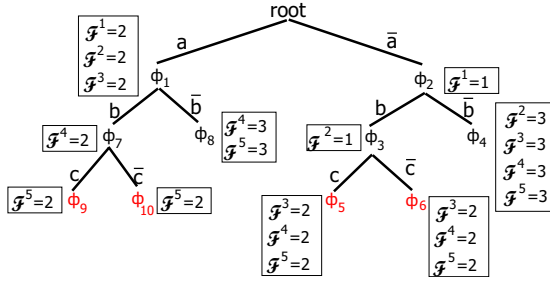 root
a
ā
ℱ¹=2
ℱ²=2
ℱ³=2
ϕ₁
ϕ₂
ℱ¹=1
b
b̄
b
b̄
ℱ⁴=2
ϕ₇
ϕ₈
ℱ⁴=3
ℱ⁵=3
ℱ²=1
ϕ₃
ϕ₄
ℱ²=3
ℱ³=3
ℱ⁴=3
ℱ⁵=3
c
c̄
c
c̄
ℱ⁵=2
ϕ₉
ϕ₁₀
ℱ⁵=2
ϕ₅
ϕ₆
ℱ³=2
ℱ⁴=2
ℱ⁵=2
ℱ³=2
ℱ⁴=2
ℱ⁵=2